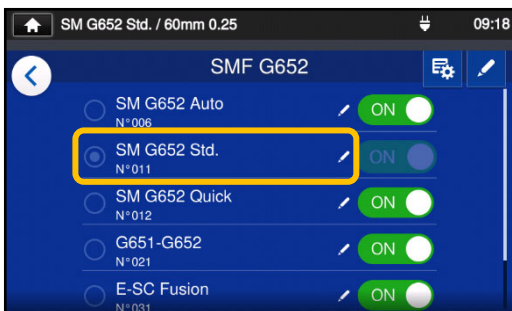 SM G652 Std. / 60mm 0.25 09:18
SMF G652
SM G652 Auto
N°006
ON
SM G652 Std.
N°011
ON
SM G652 Quick
N°012
ON
G651-G652
N°021
ON
E-SC Fusion
N°031
ON